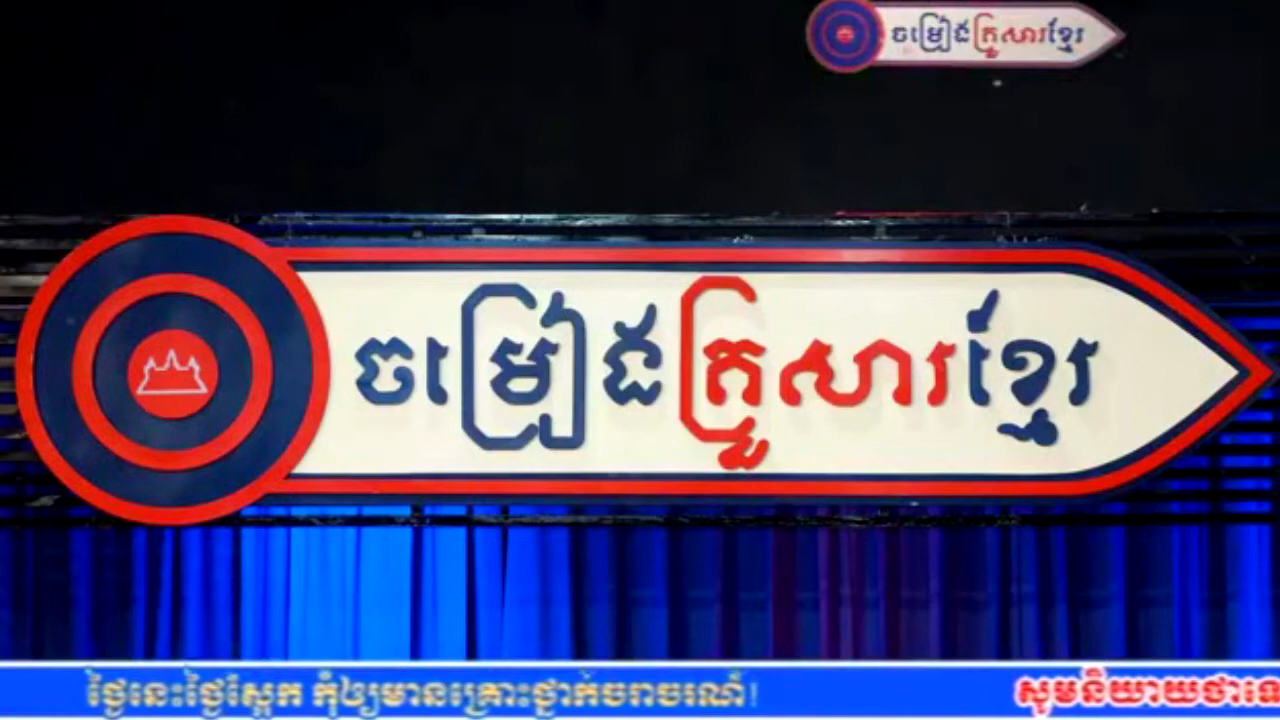 ចម្រៀងគ្រួសារខ្មែរ
ចម្រៀងគ្រួសារខ្មែរ
ថ្ងៃនេះថ្ងៃស្អែក កុំឲ្យមានគ្រោះថ្នាក់ចរាចរណ៍!
សូមនិយាយថាទេ